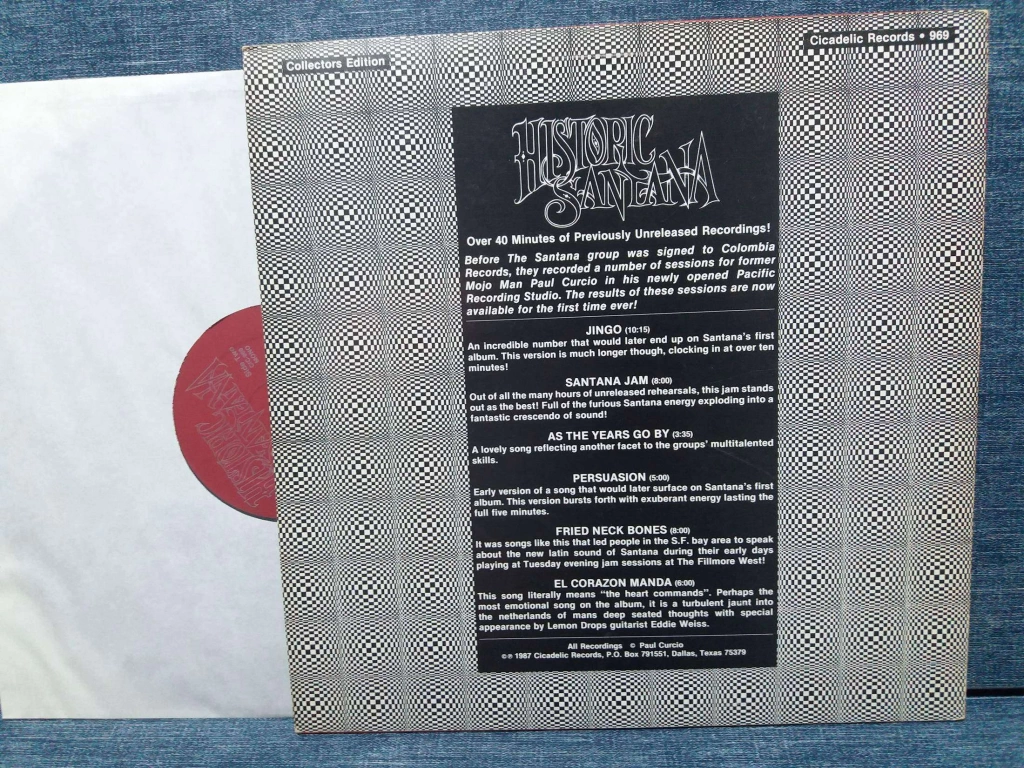 Collectors Edition
Cicadelic Records • 969
HISTORIC
SANTANA
Over 40 Minutes of Previously Unreleased Recordings!
Before The Santana group was signed to Colombia
Records, they recorded a number of sessions for former
Mojo Man Paul Curcio in his newly opened Pacific
Recording Studio. The results of these sessions are now
available for the first time ever!
JINGO (10:15)
An incredible number that would later end up on Santana's first
album. This version is much longer though, clocking in at over ten
minutes!
SANTANA JAM (8:00)
Out of all the many hours of unreleased rehearsals, this jam stands
out as the best! Full of the furious Santana energy exploding into a
fantastic crescendo of sound!
AS THE YEARS GO BY (3:35)
A lovely song reflecting another facet to the groups' multitalented
skills.
PERSUASION (5:00)
Early version of a song that would later surface on Santana's first
album. This version bursts forth with exuberant energy lasting the
full five minutes.
FRIED NECK BONES (8:00)
It was songs like this that led people in the S.F. bay area to speak
about the new latin sound of Santana during their early days
playing at Tuesday evening jam sessions at The Fillmore West!
EL CORAZON MANDA (6:00)
This song literally means "the heart commands". Perhaps the
most emotional song on the album, it is a turbulent jaunt into
the netherlands of mans deep seated thoughts with special
appearance by Lemon Drops guitarist Eddie Weiss.
All Recordings © Paul Curcio
©℗ 1987 Cicadelic Records, P.O. Box 791551, Dallas, Texas 75379